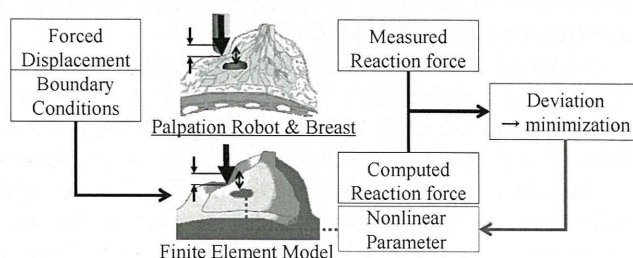 Forced
Displacement
Boundary
Conditions
Palpation Robot & Breast
Finite Element Model
Measured
Reaction force
Computed
Reaction force
Nonlinear
Parameter
Deviation
→ minimization